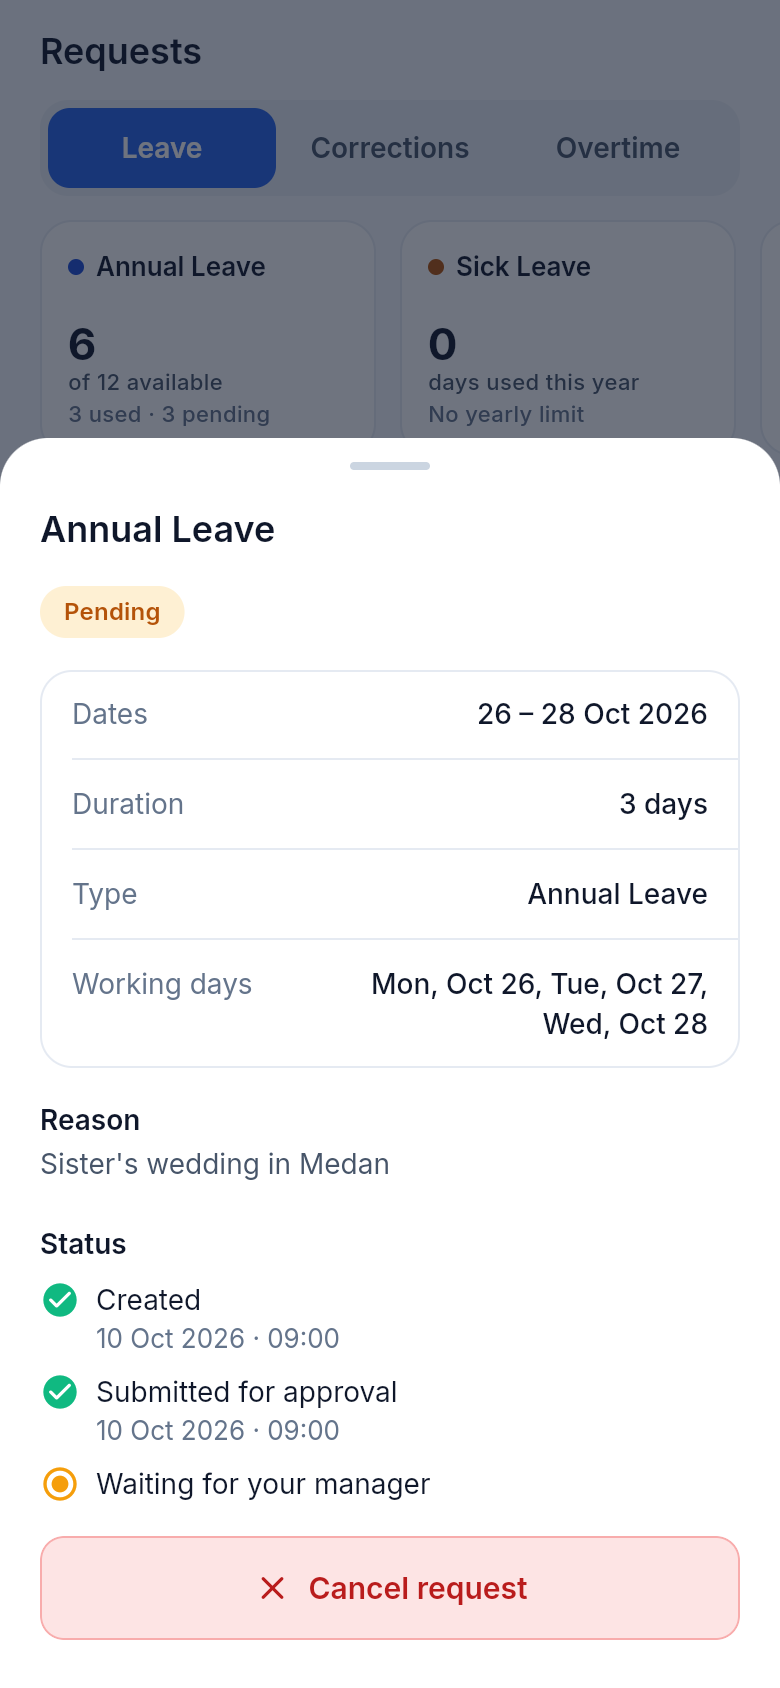 Requests
Leave
Corrections
Overtime
Annual Leave
Sick Leave
6
0
of 12 available
days used this year
3 used · 3 pending
No yearly limit
Annual Leave
Pending
Dates
26 – 28 Oct 2026
Duration
3 days
Type
Annual Leave
Working days
Mon, Oct 26, Tue, Oct 27,
Wed, Oct 28
Reason
Sister's wedding in Medan
Status
Created
10 Oct 2026 · 09:00
Submitted for approval
10 Oct 2026 · 09:00
Waiting for your manager
Cancel request